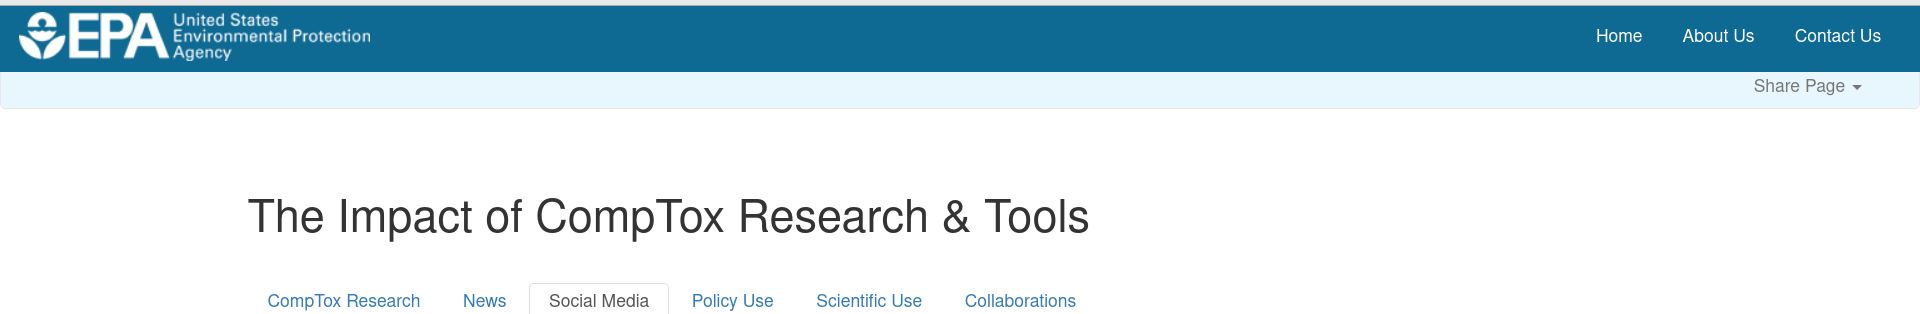 EPA United States
Environmental Protection
Agency
Home About Us Contact Us
Share Page
The Impact of CompTox Research & Tools
CompTox Research News Social Media Policy Use Scientific Use Collaborations